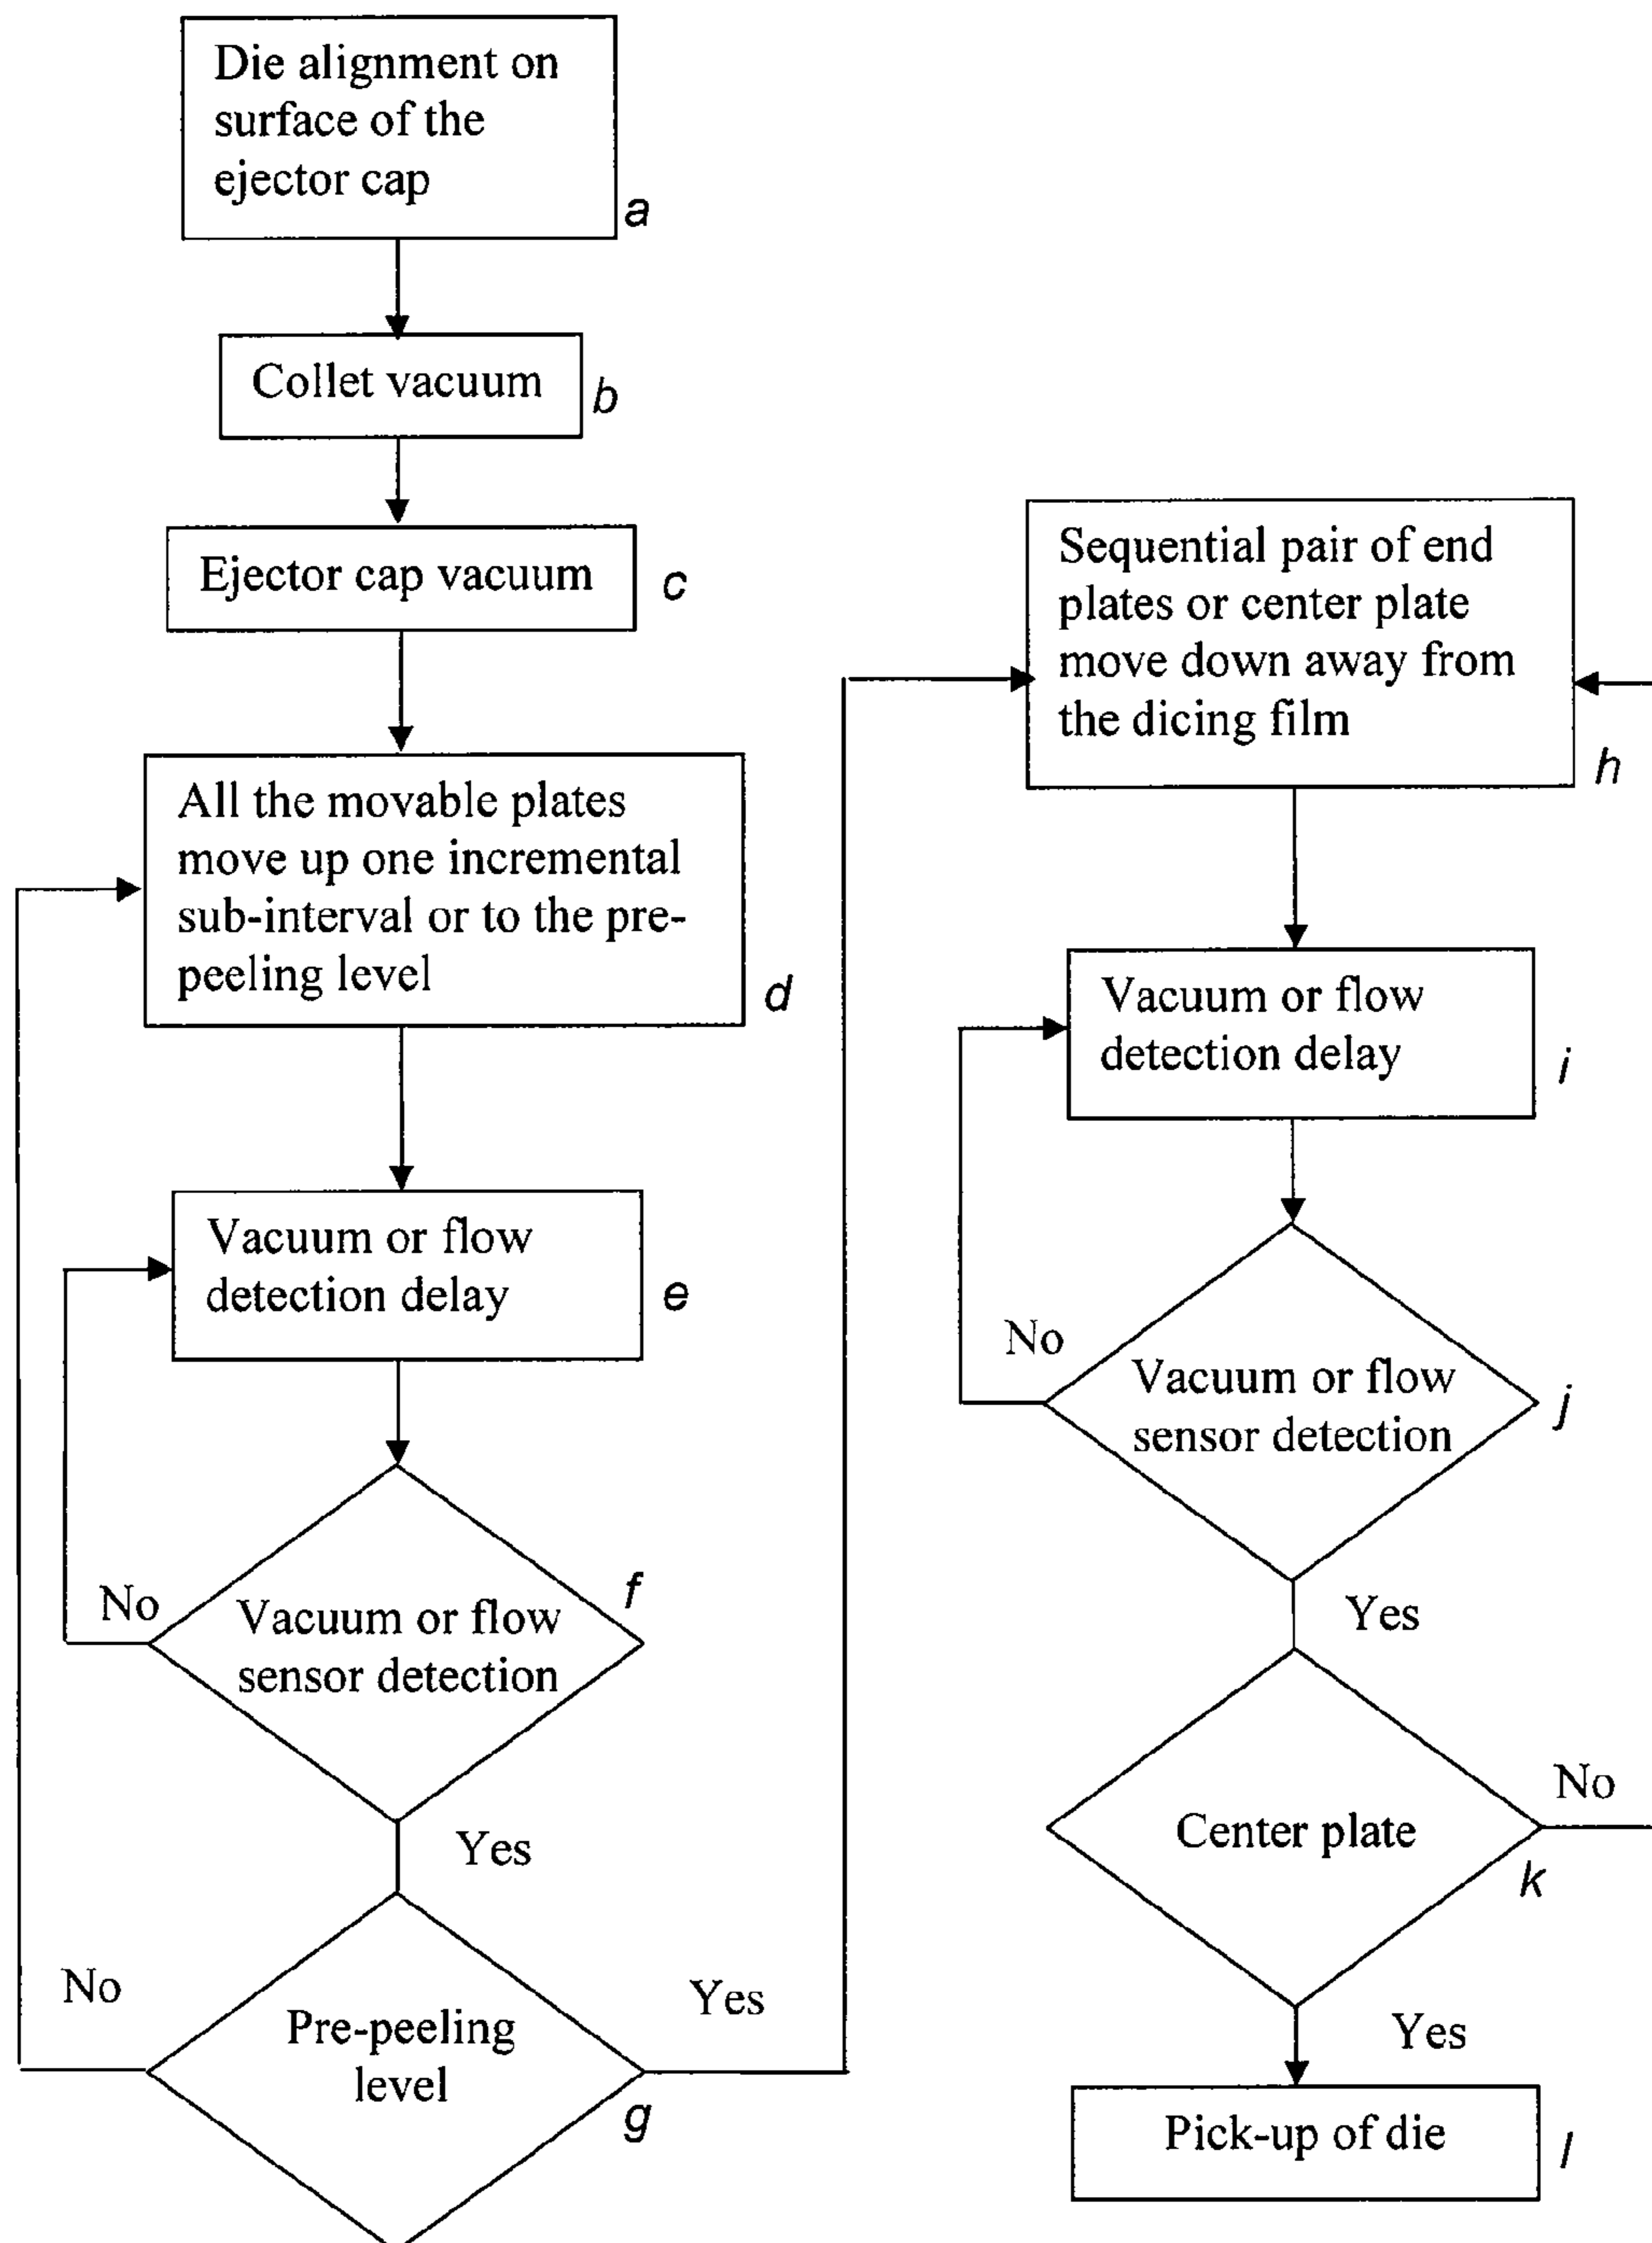 Die alignment on
surface of the
ejector cap
a
Collet vacuum
b
Ejector cap vacuum
c
All the movable plates
move up one incremental
sub-interval or to the pre-
peeling level
d
Vacuum or flow
detection delay
e
No
f
Vacuum or flow
sensor detection
Yes
No
Pre-peeling
level
g
Yes
Sequential pair of end
plates or center plate
move down away from
the dicing film
h
Vacuum or flow
detection delay
i
No
Vacuum or flow
sensor detection
j
Yes
Center plate
No
k
Yes
Pick-up of die
l